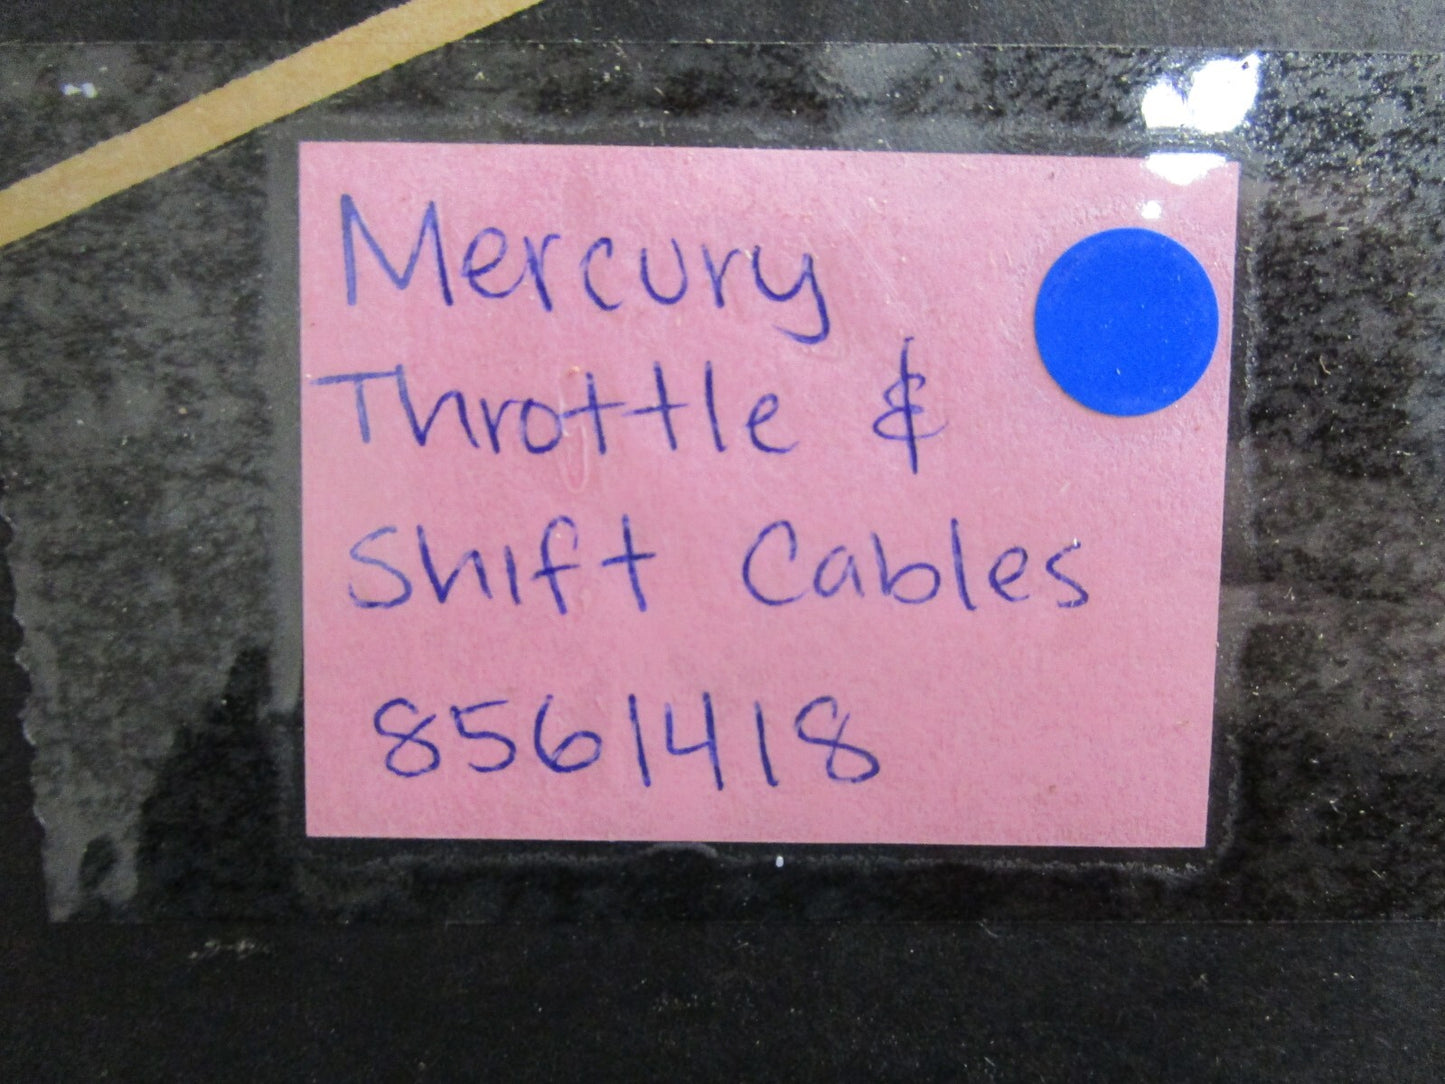 Mercury
Throttle &
Shift Cables
8561418